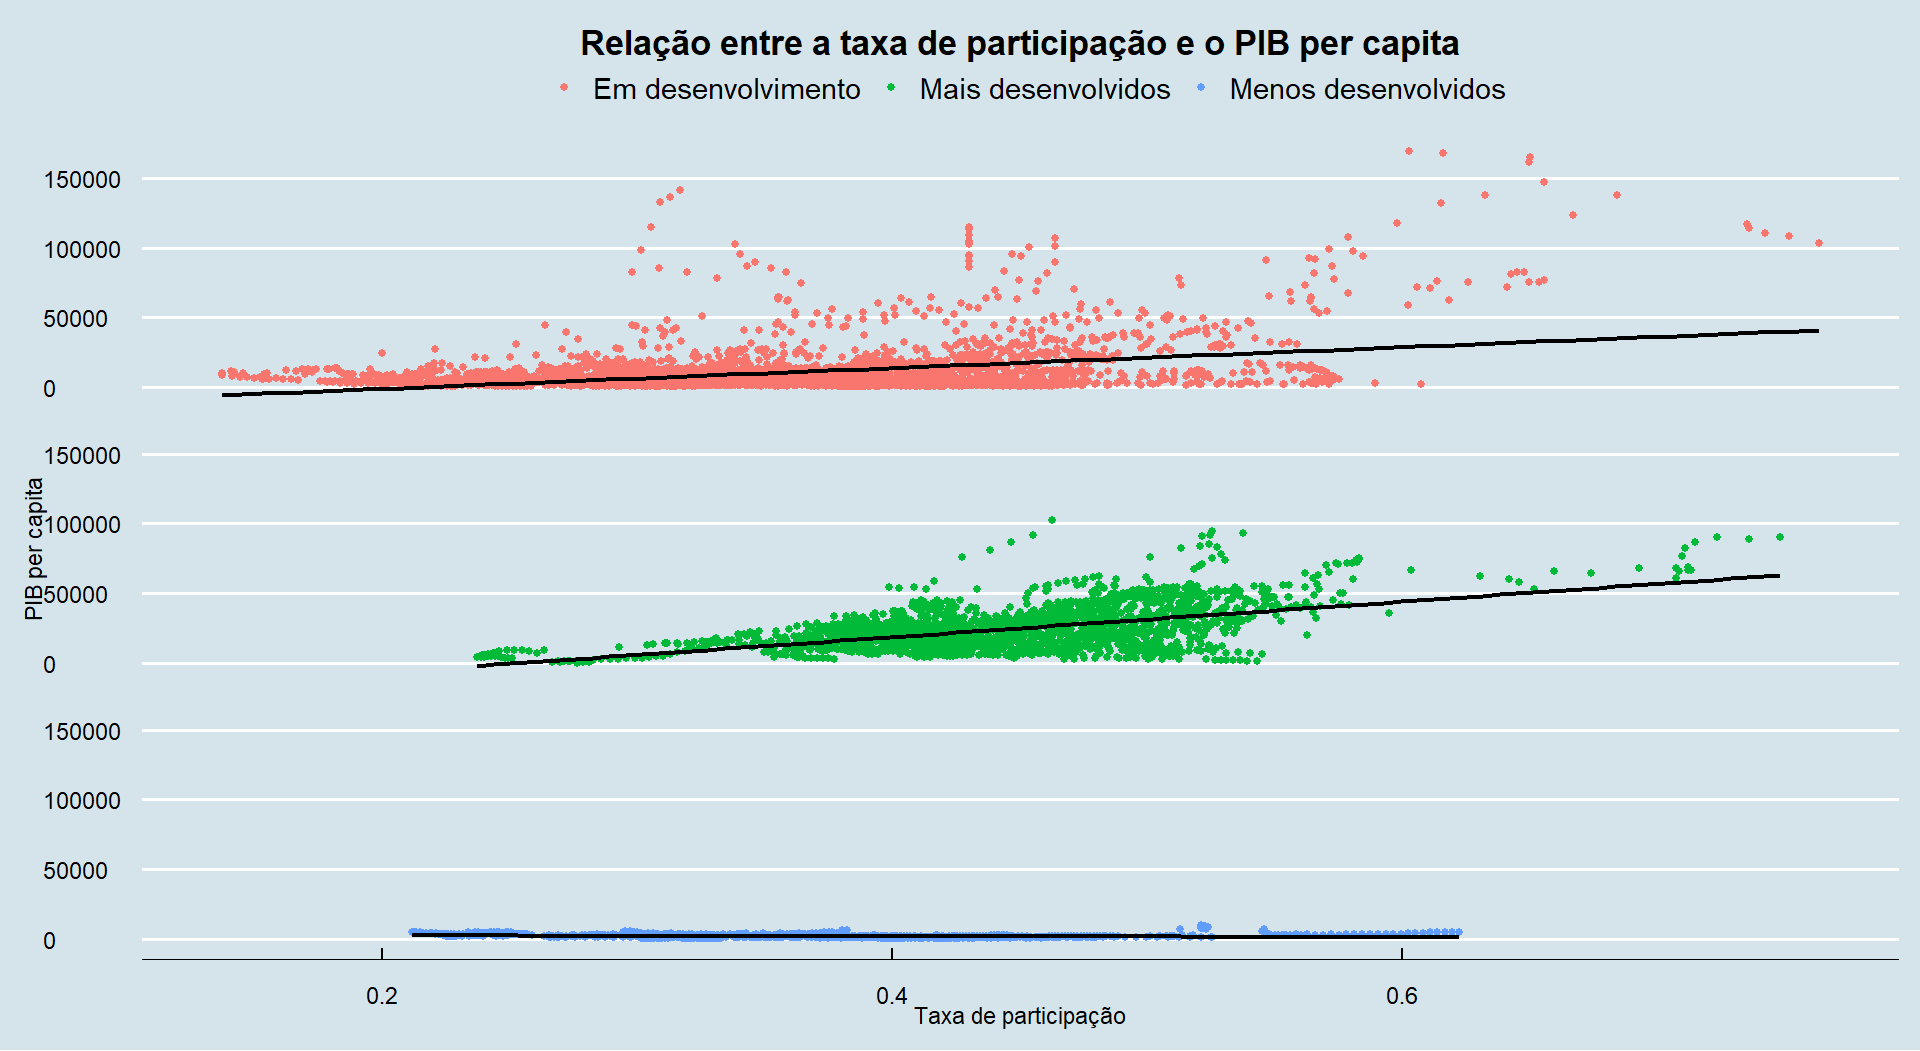 Relação entre a taxa de participação e o PIB per capita
Em desenvolvimento Mais desenvolvidos Menos desenvolvidos
PIB per capita
150000
100000
50000
0
150000
100000
50000
0
150000
100000
50000
0
0.2 0.4 0.6
Taxa de participação